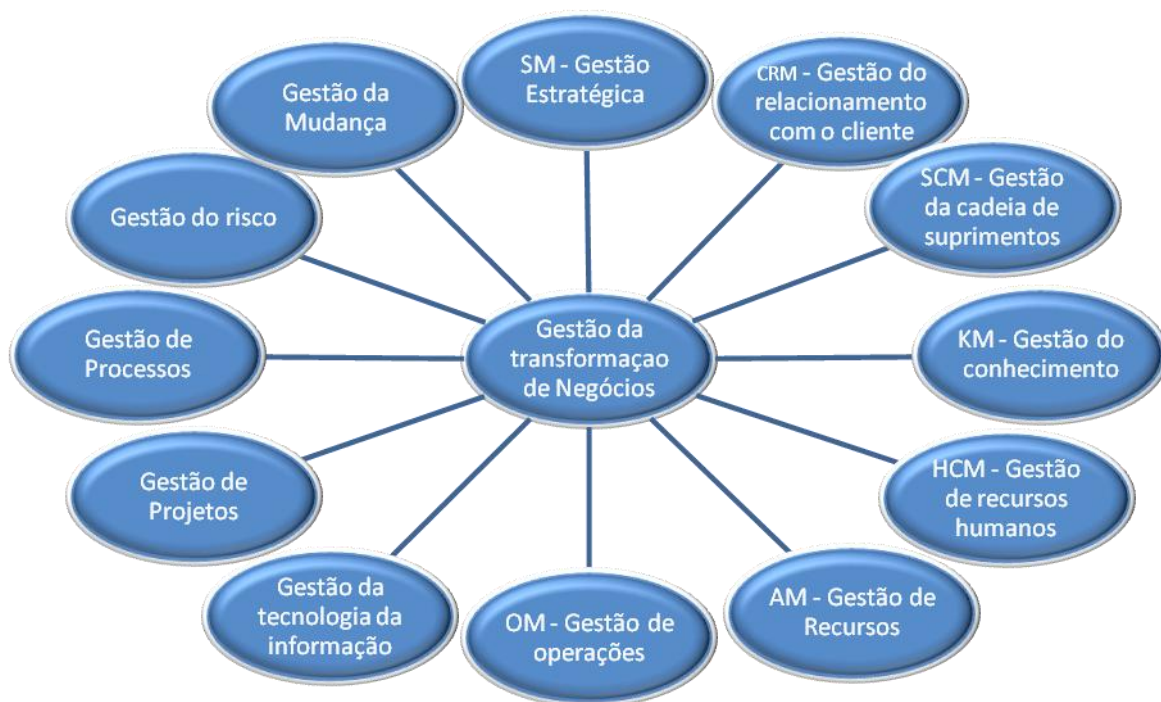 SM - Gestão
Estratégica
CRM - Gestão do
relacionamento
com o cliente
SCM - Gestão
da cadeia de
suprimentos
KM - Gestão do
conhecimento
HCM - Gestão
de recursos
humanos
AM - Gestão de
Recursos
OM - Gestão de
operações
Gestão da
tecnologia da
informação
Gestão de
Projetos
Gestão de
Processos
Gestão do risco
Gestão da
Mudança
Gestão da
transformaçao
de Negócios